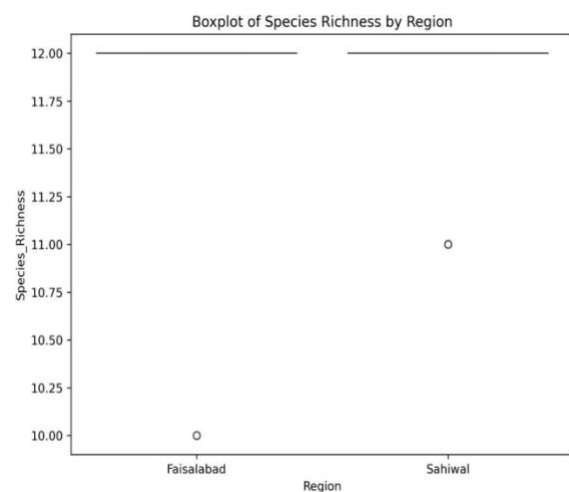 Boxplot of Species Richness by Region
12.00
11.75
11.50
11.25
11.00
10.75
10.50
10.25
10.00
Species_Richness
Faisalabad
Sahiwal
Region